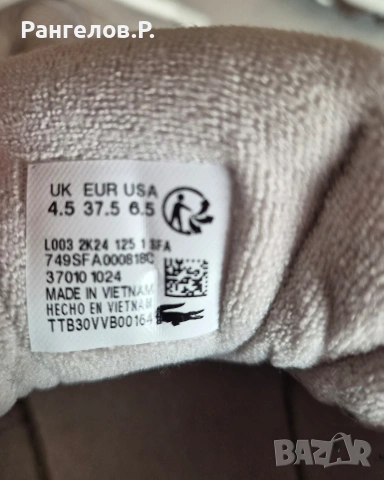 Рангелов.Р.
UK EUR USA
4.5 37.5 6.5
L003 2K24 125 1 SFA
749SFA000818C
37010 1024
MADE IN VIETNAM
HECHO EN VIETNAM
TTB30VVB00164
BAZAR